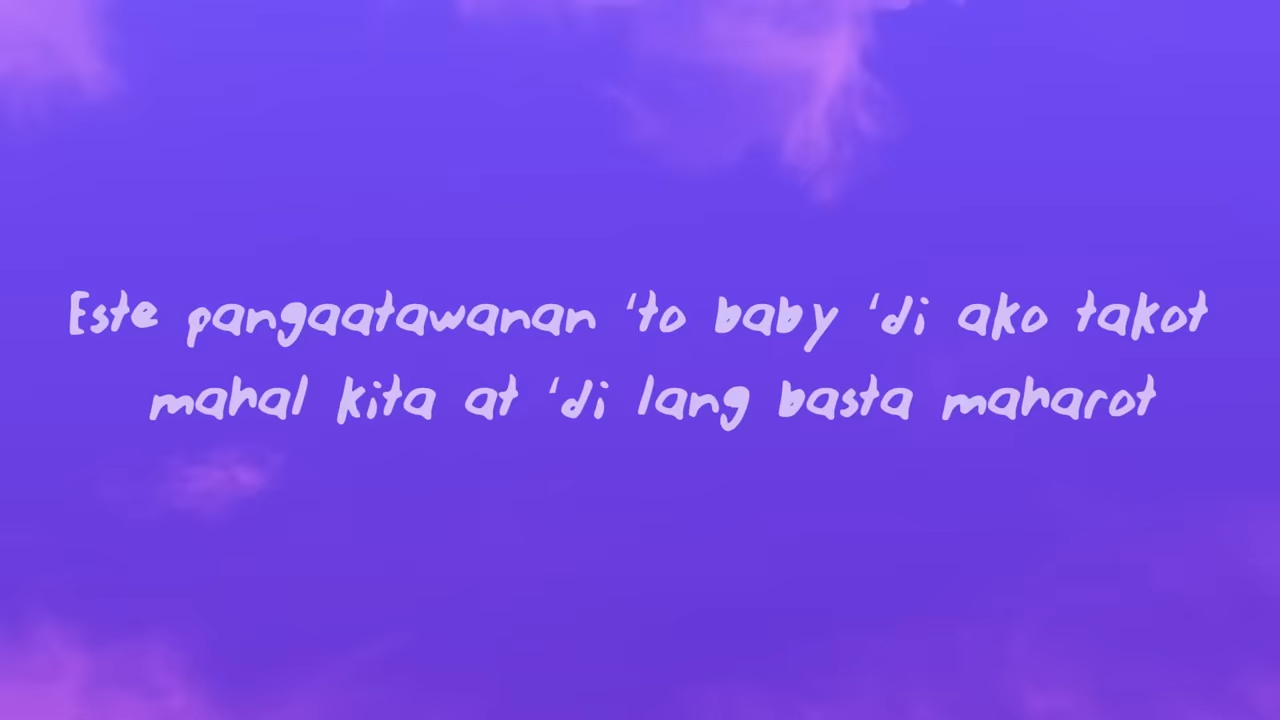 Este pangaatawanan ‘to baby ‘di ako takot
mahal kita at ‘di lang basta maharot